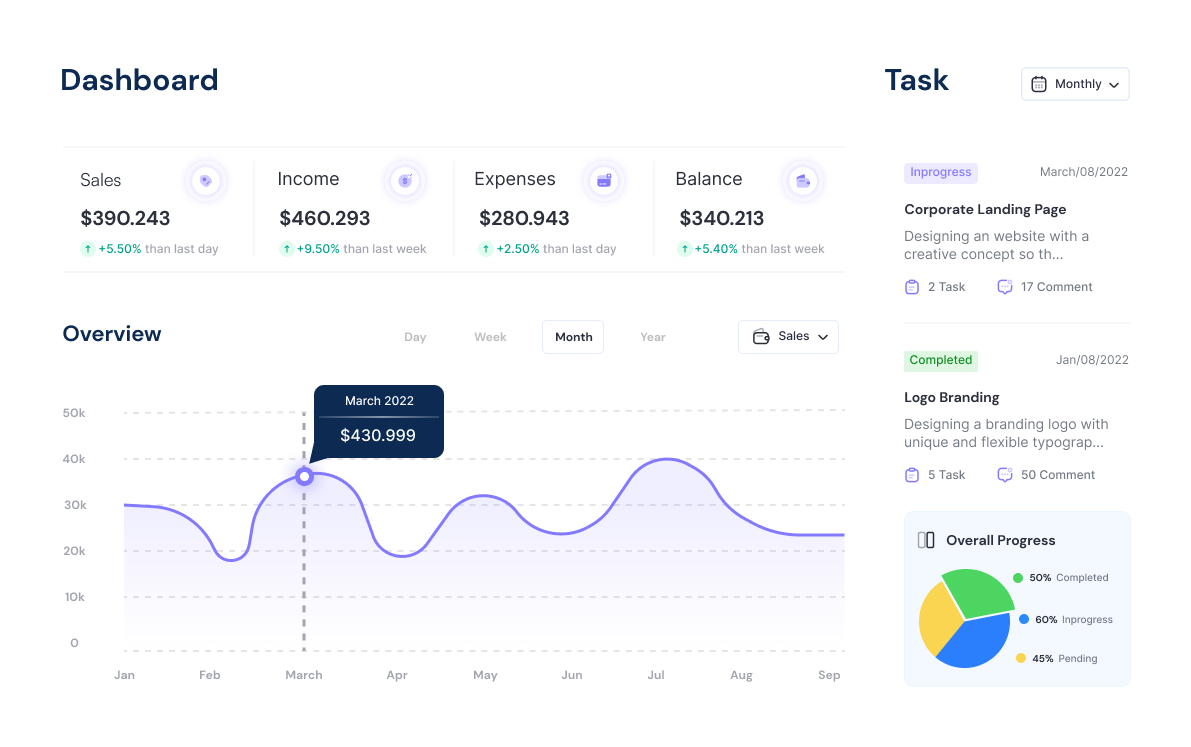 Dashboard
Sales
$390.243
+5.50% than last day
Income
$460.293
+9.50% than last week
Expenses
$280.943
+2.50% than last day
Balance
$340.213
+5.40% than last week
Overview
Day
Week
Month
Year
Sales
March 2022
$430.999
50k
40k
30k
20k
10k
0
Jan
Feb
March
Apr
May
Jun
Jul
Aug
Sep
Task
Monthly
Inprogress
March/08/2022
Corporate Landing Page
Designing an website with a
creative concept so th...
2 Task
17 Comment
Completed
Jan/08/2022
Logo Branding
Designing a branding logo with
unique and flexible typograp...
5 Task
50 Comment
Overall Progress
50% Completed
60% Inprogress
45% Pending